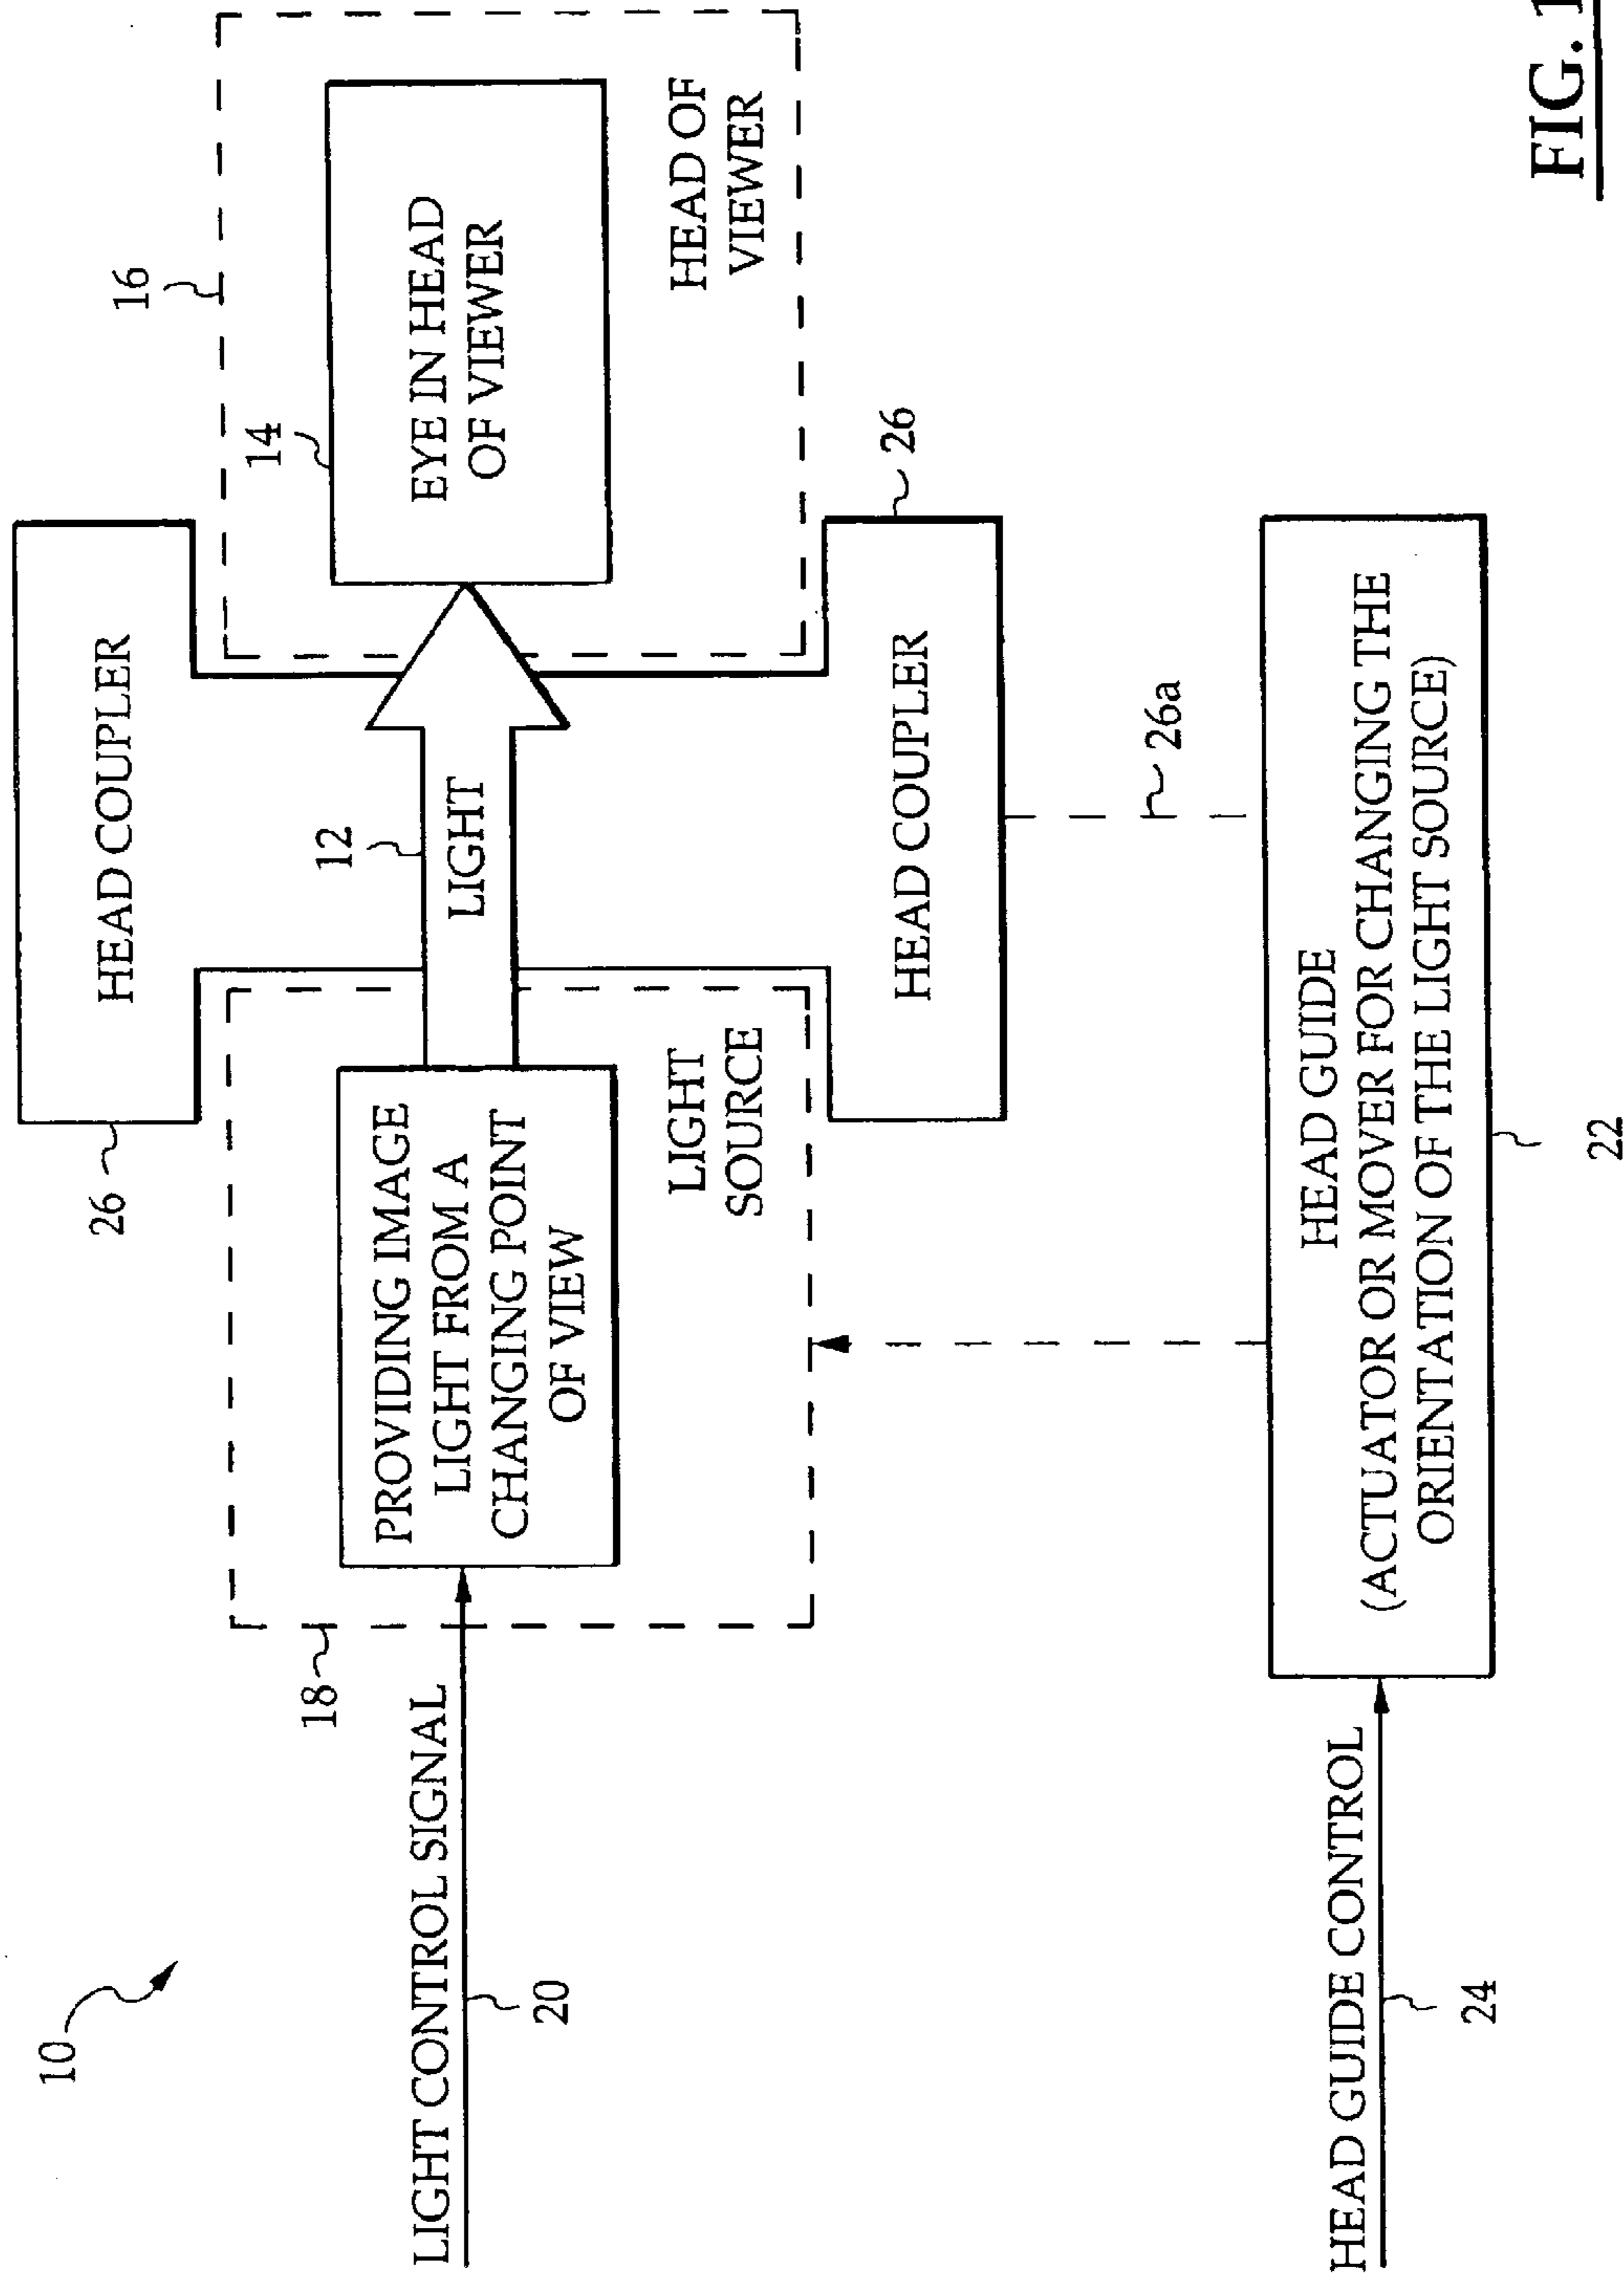 10
26
HEAD COUPLER
16
18
12
14
LIGHT CONTROL SIGNAL
20
PROVIDING IMAGE
LIGHT FROM A
CHANGING POINT
OF VIEW
LIGHT
EYE IN HEAD
OF VIEWER
LIGHT
SOURCE
HEAD OF
VIEWER
HEAD COUPLER
26
26a
HEAD GUIDE CONTROL
24
HEAD GUIDE
(ACTUATOR OR MOVER FOR CHANGING THE
ORIENTATION OF THE LIGHT SOURCE)
22
FIG. 1